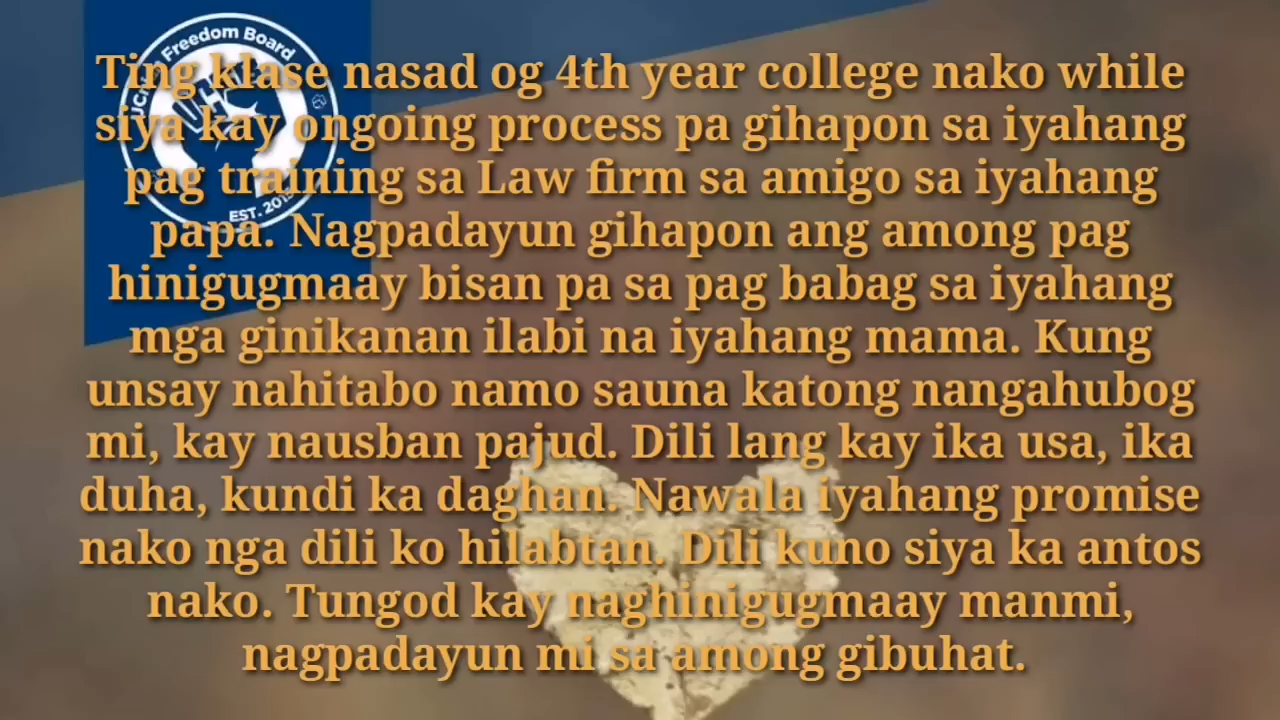 Freedom Board
EST. 2015
Ting klase nasad og 4th year college nako while
siya kay ongoing process pa gihapon sa iyahang
pag training sa Law firm sa amigo sa iyahang
papa. Nagpadayun gihapon ang among pag
hinigugmaay bisan pa sa pag babag sa iyahang
mga ginikanan ilabi na iyahang mama. Kung
unsay nahitabo namo sauna katong nangahubog
mi, kay nausban pajud. Dili lang kay ika usa, ika
duha, kundi ka daghan. Nawala iyahang promise
nako nga dili ko hilabtan. Dili kuno siya ka antos
nako. Tungod kay naghinigugmaay manmi,
nagpadayun mi sa among gibuhat.